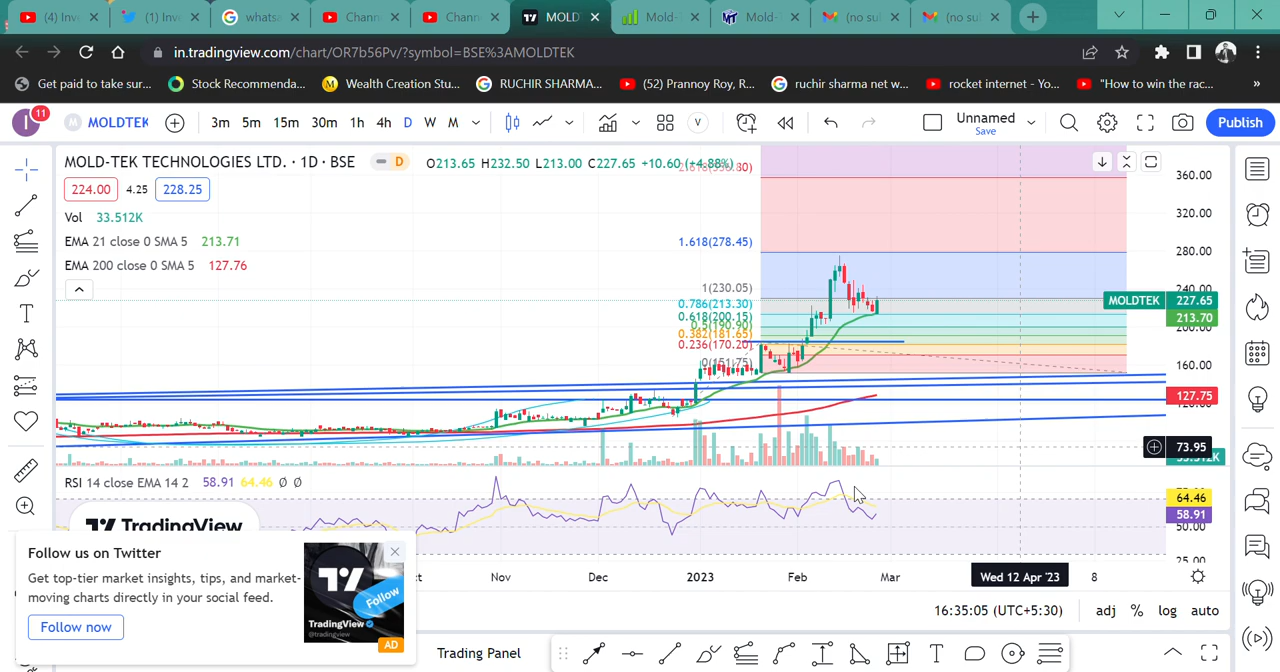 (4) Inv
(1) Inv
whats
Chann
Chann
MOLD
Mold-
Mold-
(no su
(no su
in.tradingview.com/chart/OR7b56Pv/?symbol=BSE%3AMOLDTEK
Get paid to take sur...
Stock Recommenda...
Wealth Creation Stu...
RUCHIR SHARMA...
(52) Prannoy Roy, R...
ruchir sharma net w...
rocket internet - Yo...
"How to win the rac...
»
I
11
M
MOLDTEK
3m 5m 15m 30m 1h 4h D W M
V
Unnamed
Save
Publish
MOLD-TEK TECHNOLOGIES LTD. · 1D · BSE
D
O213.65 H232.50 L213.00 C227.65 +10.60 (+4.88%)
224.00 4.25 228.25
Vol 33.512K
EMA 21 close 0 SMA 5 213.71
EMA 200 close 0 SMA 5 127.76
1.618(278.45)
1(230.05)
0.786(213.30)
0.618(200.15)
0.5(190.90)
0.382(181.65)
0.236(170.20)
0(151.75)
360.00
320.00
280.00
240.00
MOLDTEK 227.65
213.70
200.00
160.00
127.75
73.95
RSI 14 close EMA 14 2 58.91 64.46 Ø Ø
64.46
58.91
50.00
25.00
TradingView
Nov Dec 2023 Feb Mar Wed 12 Apr '23 8
16:35:05 (UTC+5:30) adj % log auto
Follow us on Twitter
Get top-tier market insights, tips, and market-
moving charts directly in your social feed.
Follow now
Follow
TradingView
@tradingview
AD
Trading Panel
T
T